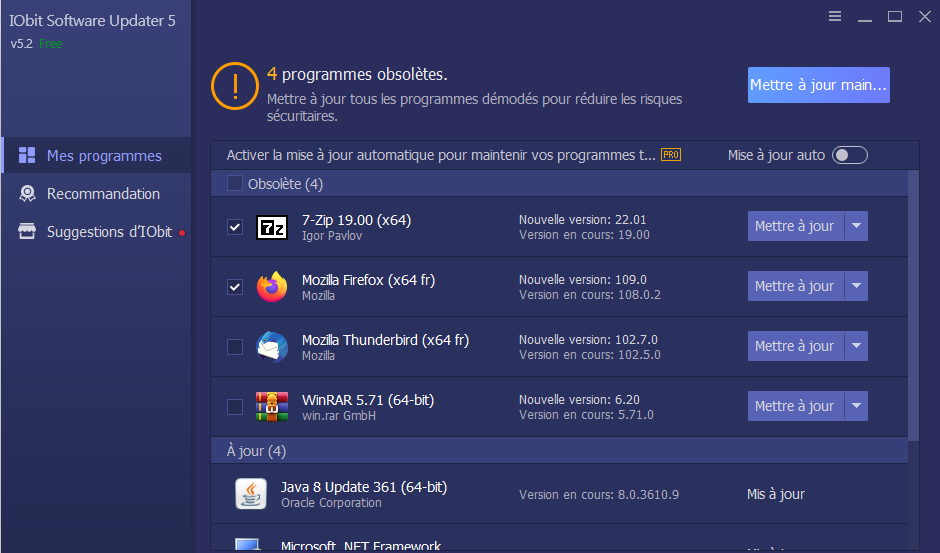 IObit Software Updater 5
v5.2 Free
4 programmes obsolètes.
Mettre à jour tous les programmes démodés pour réduire les risques
sécuritaires.
Mettre à jour main...
Mes programmes
Recommandation
Suggestions d'IObit
Activer la mise à jour automatique pour maintenir vos programmes t... PRO
Mise à jour auto
Obsolète (4)
7-Zip 19.00 (x64)
Igor Pavlov
Nouvelle version: 22.01
Version en cours: 19.00
Mettre à jour
Mozilla Firefox (x64 fr)
Mozilla
Nouvelle version: 109.0
Version en cours: 108.0.2
Mettre à jour
Mozilla Thunderbird (x64 fr)
Mozilla
Nouvelle version: 102.7.0
Version en cours: 102.5.0
Mettre à jour
WinRAR 5.71 (64-bit)
win.rar GmbH
Nouvelle version: 6.20
Version en cours: 5.71.0
Mettre à jour
À jour (4)
Java 8 Update 361 (64-bit)
Oracle Corporation
Version en cours: 8.0.3610.9
Mis à jour
Microsoft .NET Framework